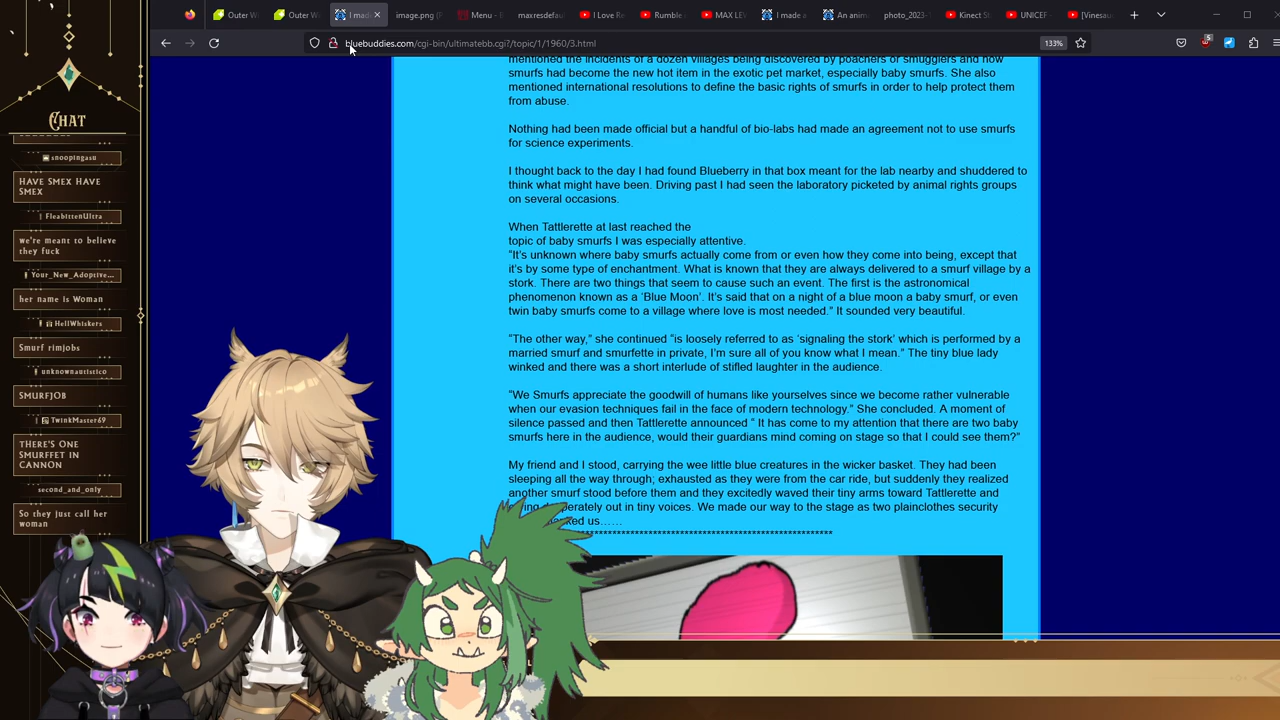 Outer W
Outer W
I mad
image.png (F
Menu - E
maxresdefau
I Love Re
Rumble
MAX LEV
I made a
An anim
photo_2023-
Kinect St
UNICEF
[Vinesau
bluebuddies.com/cgi-bin/ultimatebb.cgi?/topic/1/1960/3.html
133%
5
CHAT
snoopingasu
HAVE SMEX HAVE
SMEX
FleabittenUltra
we're meant to believe
they fuck
Your_New_Adoptive...
her name is Woman
HellWhiskers
Smurf rimjobs
unknownautistico
SMURFJOB
TwinkMaster69
THERE'S ONE
SMURFFET IN
CANNON
second_and_only
So they just call her
woman
mentioned the incidents of a dozen villages being discovered by poachers or smugglers and how
smurfs had become the new hot item in the exotic pet market, especially baby smurfs. She also
mentioned international resolutions to define the basic rights of smurfs in order to help protect them
from abuse.
Nothing had been made official but a handful of bio-labs had made an agreement not to use smurfs
for science experiments.
I thought back to the day I had found Blueberry in that box meant for the lab nearby and shuddered to
think what might have been. Driving past I had seen the laboratory picketed by animal rights groups
on several occasions.
When Tattlerette at last reached the
topic of baby smurfs I was especially attentive.
"It's unknown where baby smurfs actually come from or even how they come into being, except that
it's by some type of enchantment. What is known that they are always delivered to a smurf village by a
stork. There are two things that seem to cause such an event. The first is the astronomical
phenomenon known as a 'Blue Moon'. It's said that on a night of a blue moon a baby smurf, or even
twin baby smurfs come to a village where love is most needed." It sounded very beautiful.
"The other way," she continued "is loosely referred to as 'signaling the stork' which is performed by a
married smurf and smurfette in private, I'm sure all of you know what I mean." The tiny blue lady
winked and there was a short interlude of stifled laughter in the audience.
"We Smurfs appreciate the goodwill of humans like yourselves since we become rather vulnerable
when our evasion techniques fail in the face of modern technology." She concluded. A moment of
silence passed and then Tattlerette announced " It has come to my attention that there are two baby
smurfs here in the audience, would their guardians mind coming on stage so that I could see them?"
My friend and I stood, carrying the wee little blue creatures in the wicker basket. They had been
sleeping all the way through; exhausted as they were from the car ride, but suddenly they realized
another smurf stood before them and they excitedly waved their tiny arms toward Tattlerette and
out in tiny voices. We made our way to the stage as two plainclothes security
us......